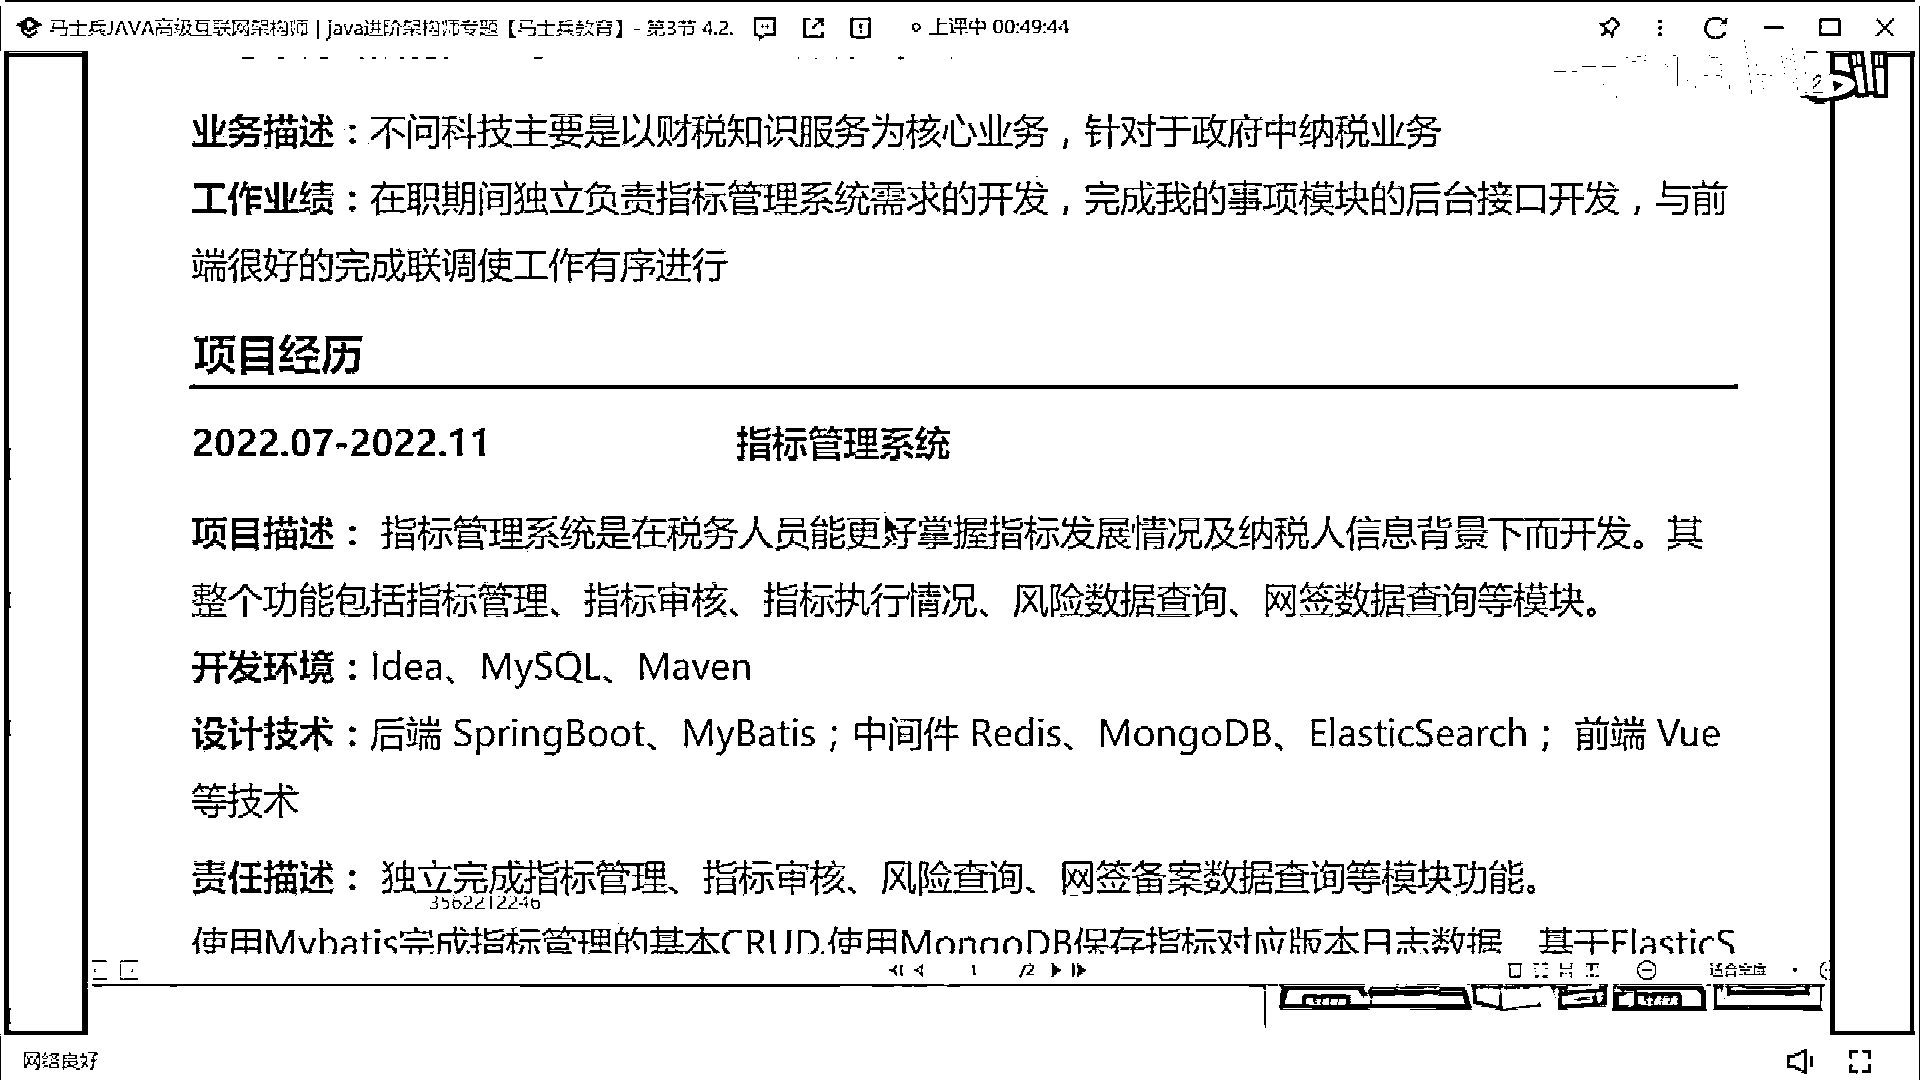 马士兵JAVA高级互联网架构师 | java进阶架构师专题【马士兵教育】- 第3节 4.2.
上课中 00:49:44
业务描述：不问科技主要是以财税知识服务为核心业务，针对于政府中纳税业务
工作业绩：在职期间独立负责指标管理系统需求的开发，完成我的事项模块的后台接口开发，与前
端很好的完成联调使工作有序进行
项目经历
2022.07-2022.11 指标管理系统
项目描述： 指标管理系统是在税务人员能更好掌握指标发展情况及纳税人信息背景下而开发。其
整个功能包括指标管理、指标审核、指标执行情况、风险数据查询、网签数据查询等模块。
开发环境：Idea、MySQL、Maven
设计技术：后端 SpringBoot、MyBatis；中间件 Redis、MongoDB、ElasticSearch； 前端 Vue
等技术
责任描述： 独立完成指标管理、指标审核、风险查询、网签备案数据查询等模块功能。
3562212246
使用Mybatis完成指标管理的基本CRUD,使用MongoDB保存指标对应版本日志数据，基于ElasticS
1 /2
适合宽度
网络良好